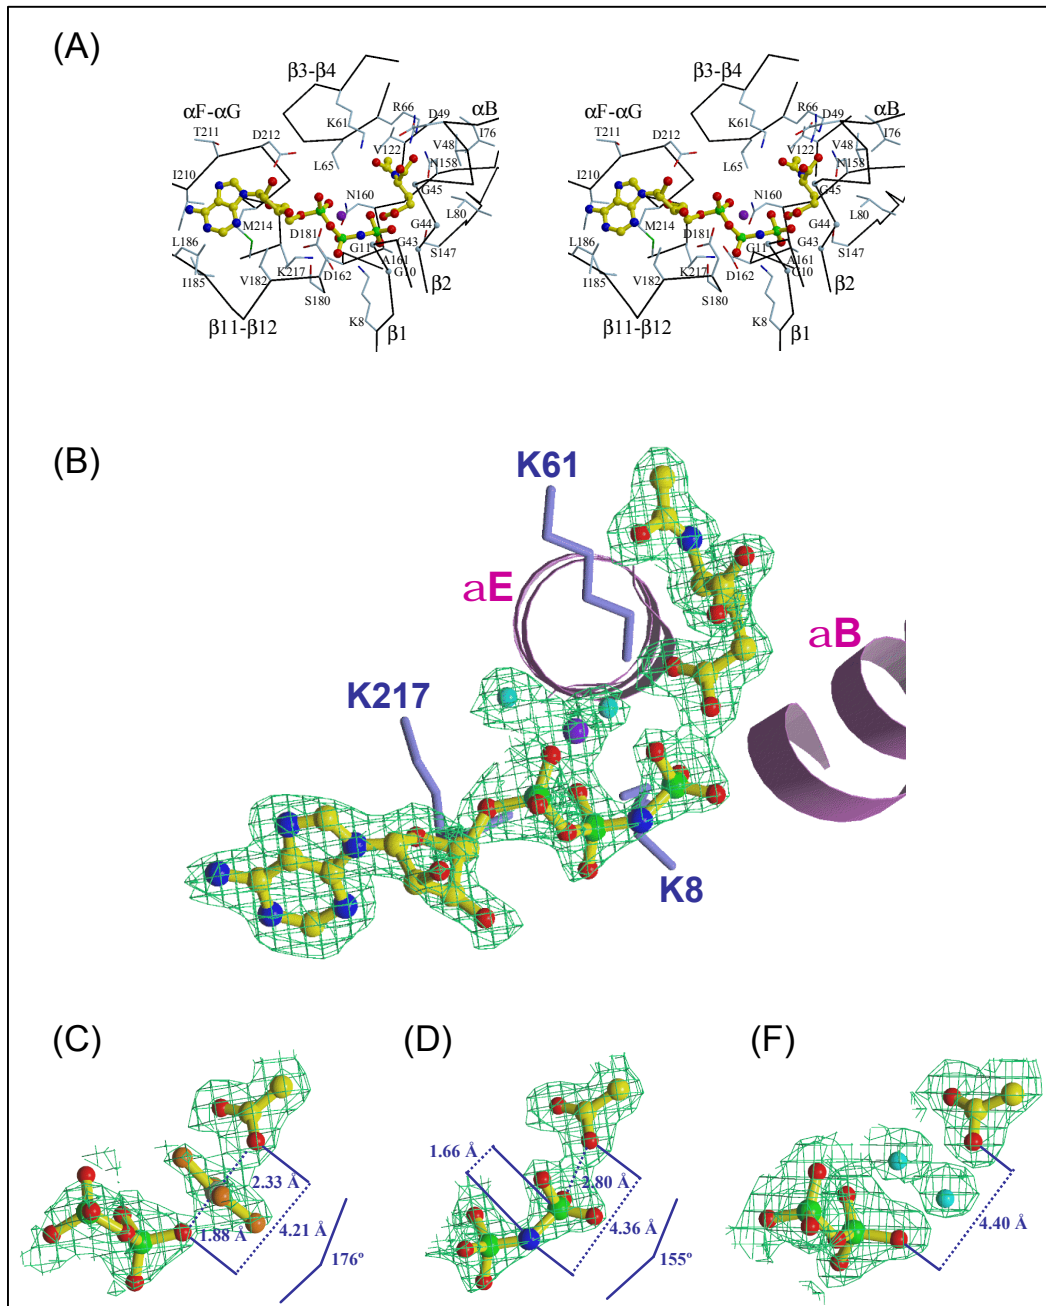 (A)
β3-β4
αF-αG
αB
K61
R66
D49
I76
T211
D212
V122
V48
L65
N158
I210
G45
N160
L80
M214
G44
D181
L186
G11
G43
S147
A161
I185
V182
K217
D162
G10
β2
S180
β11-β12
K8
β1
β3-β4
αF-αG
αB
K61
R66
D49
I76
T211
D212
V122
V48
L65
N158
I210
G45
N160
L80
M214
G44
D181
L186
G11
G43
S147
A161
I185
V182
K217
D162
G10
β2
S180
β11-β12
K8
β1
(B)
K61
aE
aB
K217
K8
(C)
2.33 Å
1.88 Å
4.21 Å
176º
(D)
1.66 Å
2.80 Å
4.36 Å
155º
(F)
4.40 Å